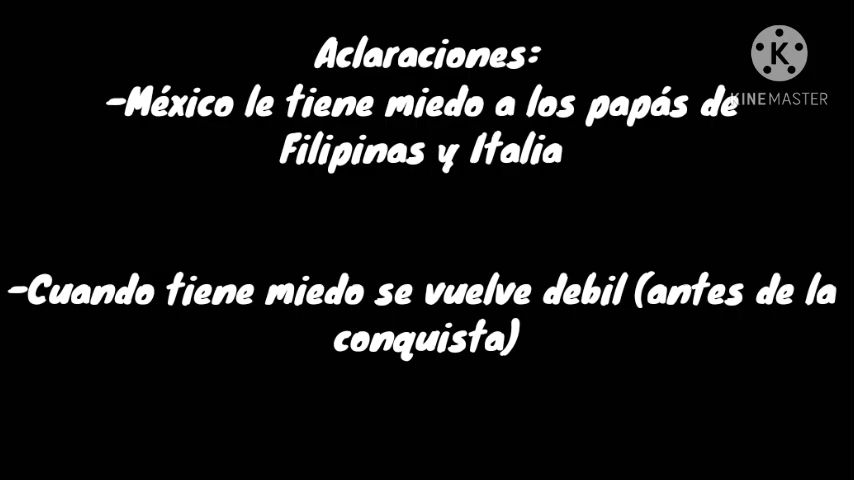 Aclaraciones:
-México le tiene miedo a los papás de
Filipinas y Italia
KINEMASTER
-Cuando tiene miedo se vuelve debil (antes de la
conquista)